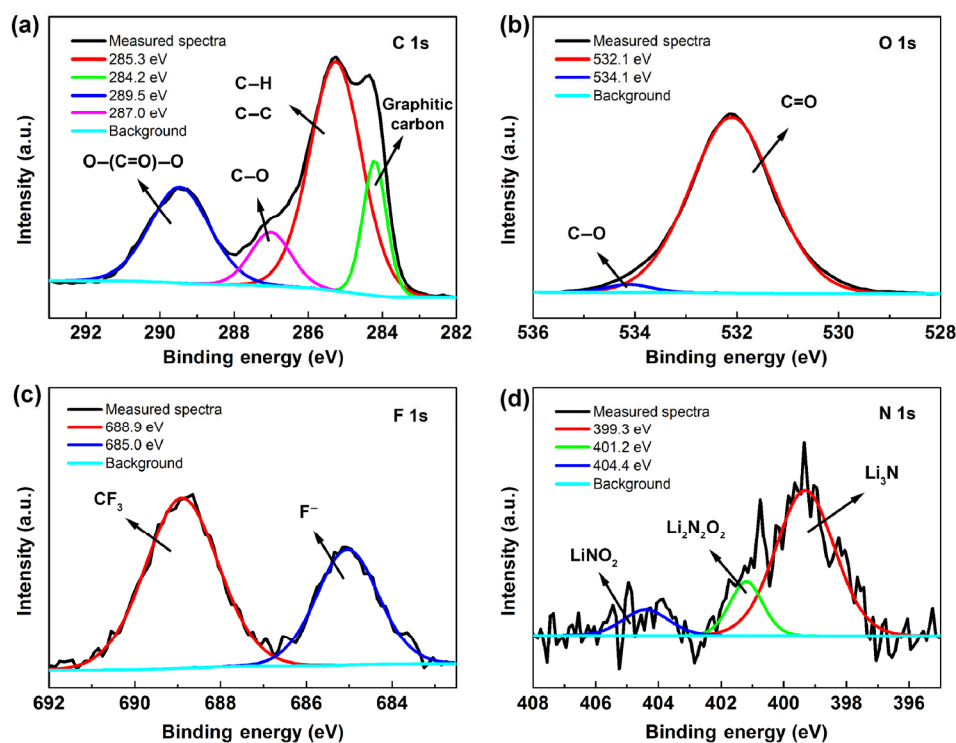 (a)
C 1s
Measured spectra
285.3 eV
284.2 eV
289.5 eV
287.0 eV
Background
C–H
C–C
Graphitic
carbon
O–(C=O)–O
C–O
Intensity (a.u.)
292 290 288 286 284 282
Binding energy (eV)
(b)
O 1s
Measured spectra
532.1 eV
534.1 eV
Background
C=O
C–O
Intensity (a.u.)
536 534 532 530 528
Binding energy (eV)
(c)
F 1s
Measured spectra
688.9 eV
685.0 eV
Background
CF₃
F⁻
Intensity (a.u.)
692 690 688 686 684
Binding energy (eV)
(d)
N 1s
Measured spectra
399.3 eV
401.2 eV
404.4 eV
Background
Li₃N
Li₂N₂O₂
LiNO₂
Intensity (a.u.)
408 406 404 402 400 398 396
Binding energy (eV)